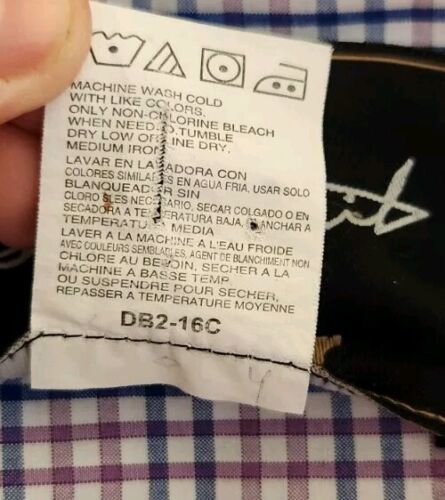 MACHINE WASH COLD
WITH LIKE COLORS.
ONLY NON-CHLORINE BLEACH
WHEN NEEDED. TUMBLE
DRY LOW OR LINE DRY.
MEDIUM IRON.
LAVAR EN LAVADORA CON
COLORES SIMILARES EN AGUA FRIA. USAR SOLO
BLANQUEADOR SIN
CLORO SI ES NECESARIO, SECAR COLGADO O EN
SECADORA A TEMPERATURA BAJA, PLANCHAR A
TEMPERATURA MEDIA
LAVER A LA MACHINE A L'EAU FROIDE
AVEC COULEURS SEMBLABLES, AGENT DE BLANCHIMENT NON
CHLORE AU BESOIN, SECHER A LA
MACHINE A BASSE TEMP.
OU SUSPENDRE POUR SECHER,
REPASSER A TEMPERATURE MOYENNE
DB2-16C